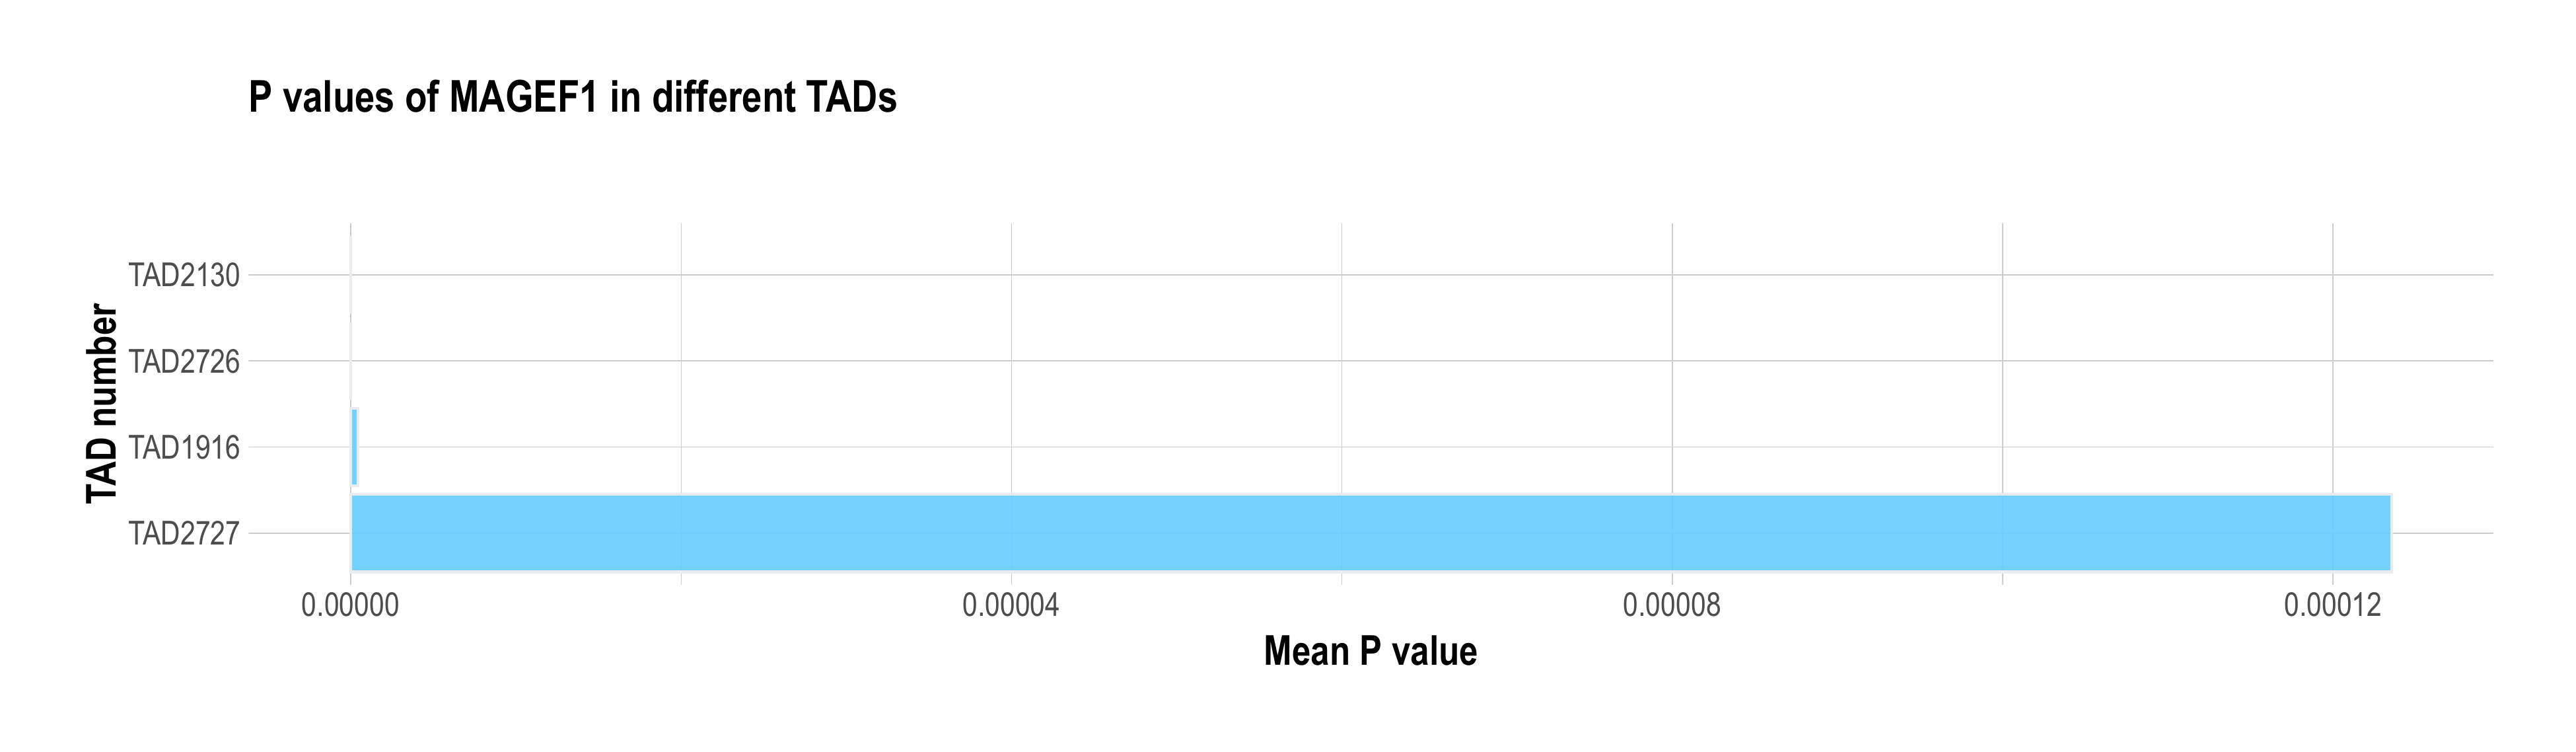 P values of MAGEF1 in different TADs
TAD number
TAD2130
TAD2726
TAD1916
TAD2727
0.00000
0.00004
0.00008
0.00012
Mean P value